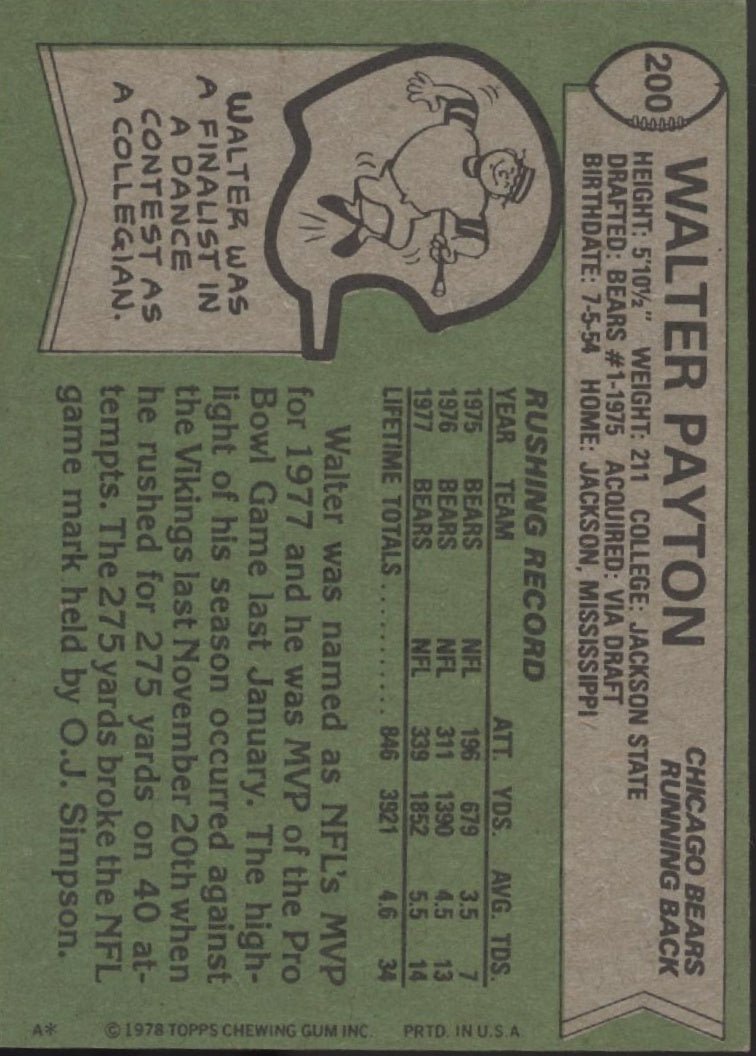 200
WALTER PAYTON
CHICAGO BEARS
RUNNING BACK
HEIGHT: 5'10½" WEIGHT: 211 COLLEGE: JACKSON STATE
DRAFTED: BEARS #1-1975 ACQUIRED: VIA DRAFT
BIRTHDATE: 7-5-54 HOME: JACKSON, MISSISSIPPI
WALTER WAS
A FINALIST IN
A DANCE
CONTEST AS
A COLLEGIAN.
RUSHING RECORD
YEAR TEAM ATT. YDS. AVG. TDS.
1975 BEARS NFL 196 679 3.5 7
1976 BEARS NFL 311 1390 4.5 13
1977 BEARS NFL 339 1852 5.5 14
LIFETIME TOTALS .......... 846 3921 4.6 34
Walter was named as NFL's MVP
for 1977 and he was MVP of the Pro
Bowl Game last January. The high-
light of his season occurred against
the Vikings last November 20th when
he rushed for 275 yards on 40 at-
tempts. The 275 yards broke the NFL
game mark held by O.J. Simpson.
A* © 1978 TOPPS CHEWING GUM INC. PRTD. IN U.S.A